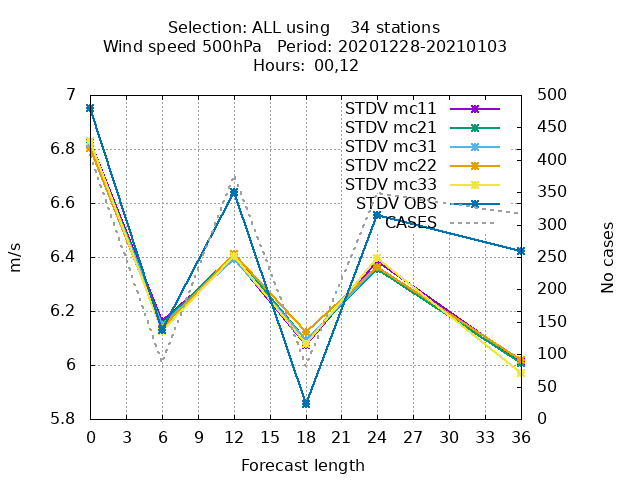 Selection: ALL using    34 stations
Wind speed 500hPa   Period: 20201228-20210103
Hours:  00,12
7
6.8
6.6
6.4
6.2
6
5.8
m/s
STDV mc11
STDV mc21
STDV mc31
STDV mc22
STDV mc33
STDV OBS
CASES
500
450
400
350
300
250
200
150
100
50
0
No cases
0 3 6 9 12 15 18 21 24 27 30 33 36
Forecast length